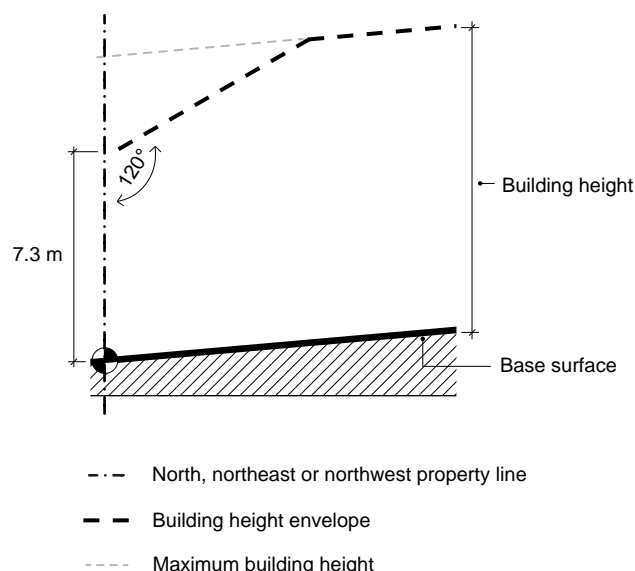 120°
Building height
7.3 m
Base surface
North, northeast or northwest property line
Building height envelope
Maximum building height